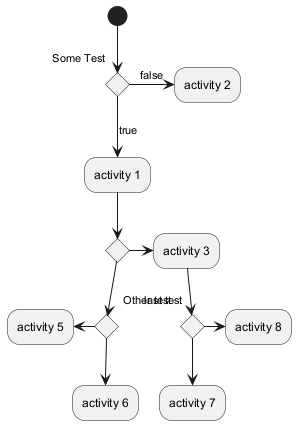 Some Test
false
activity 2
true
activity 1
activity 3
Other test
last test
activity 5
activity 8
activity 6
activity 7